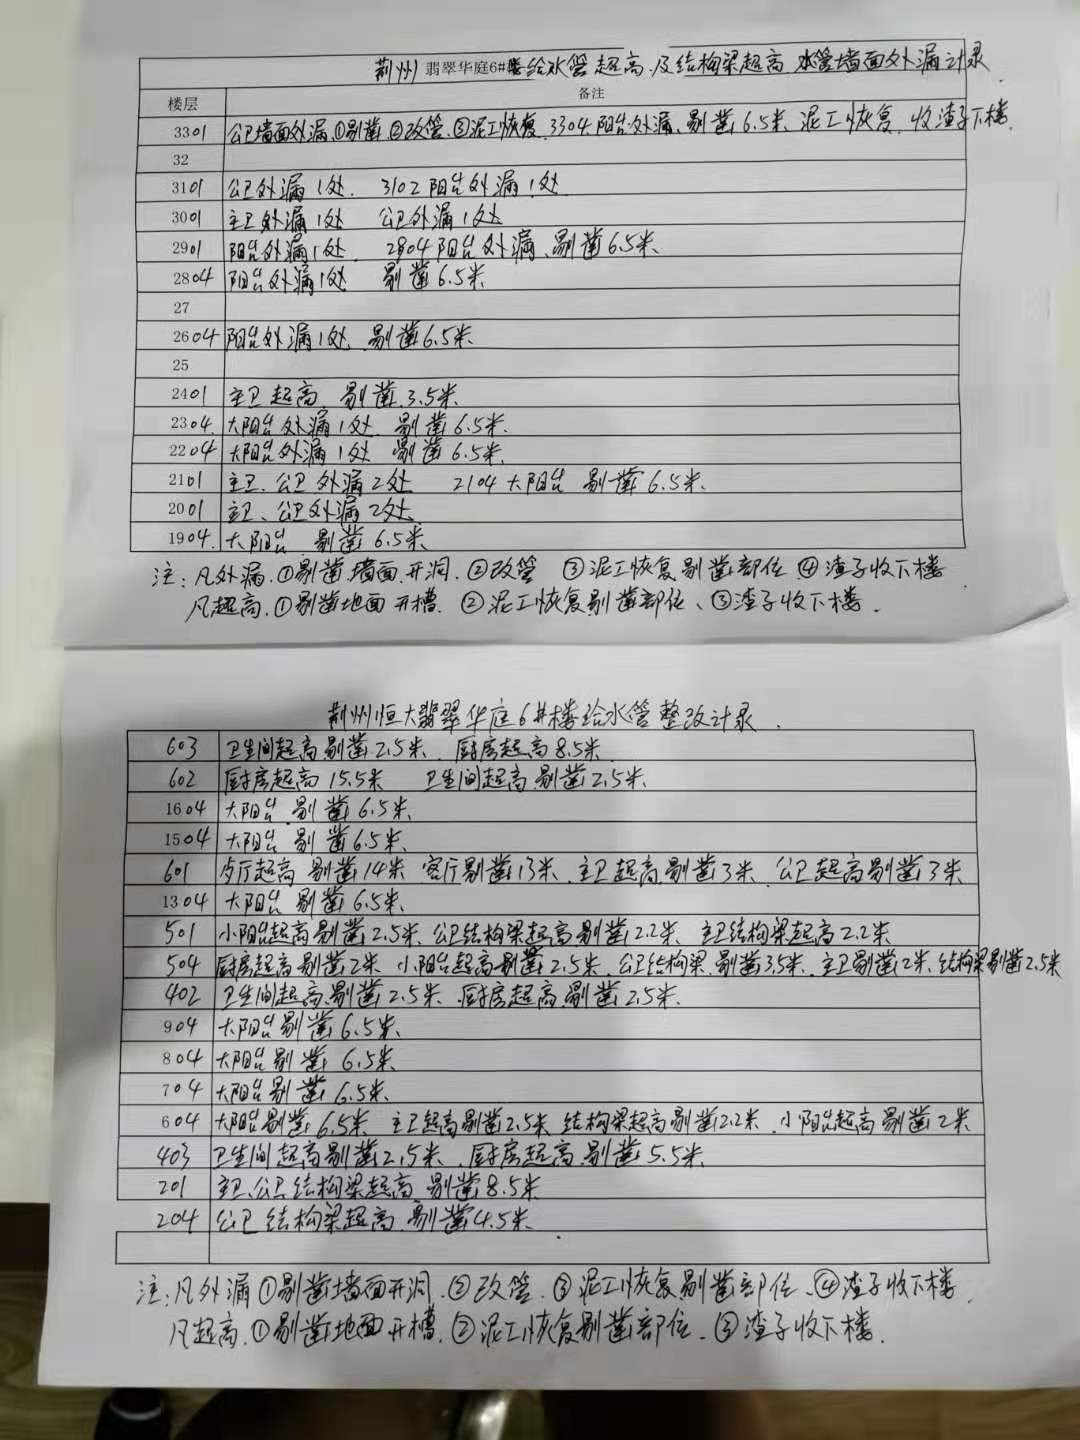 荆州翡翠华庭6#楼给水管超高及结构梁超高水管墙面外漏计录
楼层 备注
3301 公卫墙面外漏、①剔凿②改管、③泥工恢复、3304阳台外漏、剔凿6.5米、泥工恢复、收渣子下楼、
32
3101 公卫外漏1处、 3102阳台外漏1处
3001 主卫外漏1处 公卫外漏1处
2901 阳台外漏1处、 2904阳台外漏、剔凿6.5米、
2804 阳台外漏1处 剔凿6.5米
27
2604 阳台外漏1处、剔凿6.5米、
25
2401 主卫超高、剔凿、3.5米、
2304. 大阳台外漏1处、剔凿6.5米、
2204 大阳台外漏1处 剔凿6.5米、
2101 主卫、公卫外漏2处 2104大阳台 剔凿6.5米、
2001 主卫、公卫外漏2处、
1904. 大阳台 剔凿6.5米、
注:凡外漏、①剔凿墙面、开洞、②改管 ③泥工恢复剔凿部位④渣子收下楼
凡超高、①剔凿地面开槽、②泥工恢复剔凿部位、③渣子收下楼、
荆州恒大翡翠华庭6#楼给水管整改计录、
603 卫生间超高剔凿2.5米、厨房超高8.5米、
602 厨房超高15.5米 卫生间超高剔凿2.5米、
1604 大阳台 剔凿6.5米、
1504 大阳台 剔凿6.5米、
601 歺厅超高 剔凿14米 客厅剔凿13米、主卫超高剔凿3米、公卫超高剔凿3米
1304 大阳台 剔凿6.5米、
501 小阳台超高剔凿2.5米、公卫结构梁超高剔凿2.2米、主卫结构梁超高2.2米、
504 厨房超高剔凿2米 小阳台超高剔凿2.5米、公卫结构梁、剔凿3.5米、主卫剔凿2米、结构梁剔凿2.5米
402 卫生间超高、剔凿2.5米、厨房超高、剔凿2.5米、
904 大阳台剔凿6.5米、
804 大阳台剔凿 6.5米、
704 大阳台剔凿6.5米、
604 大阳台剔凿6.5米 主卫超高剔凿2.5米 结构梁超高剔凿2.2米、小阳台超高剔凿2米
403 卫生间超高剔凿2.5米、厨房超高、剔凿5.5米、
201 主卫、公卫结构梁超高、剔凿8.5米
204 公卫结构梁超高、剔凿4.5米、
注:凡外漏①剔凿墙面开洞、②改管、③泥工恢复剔凿部位、④渣子收下楼、
凡超高、①剔凿地面开槽、②泥工恢复剔凿部位、③渣子收下楼、